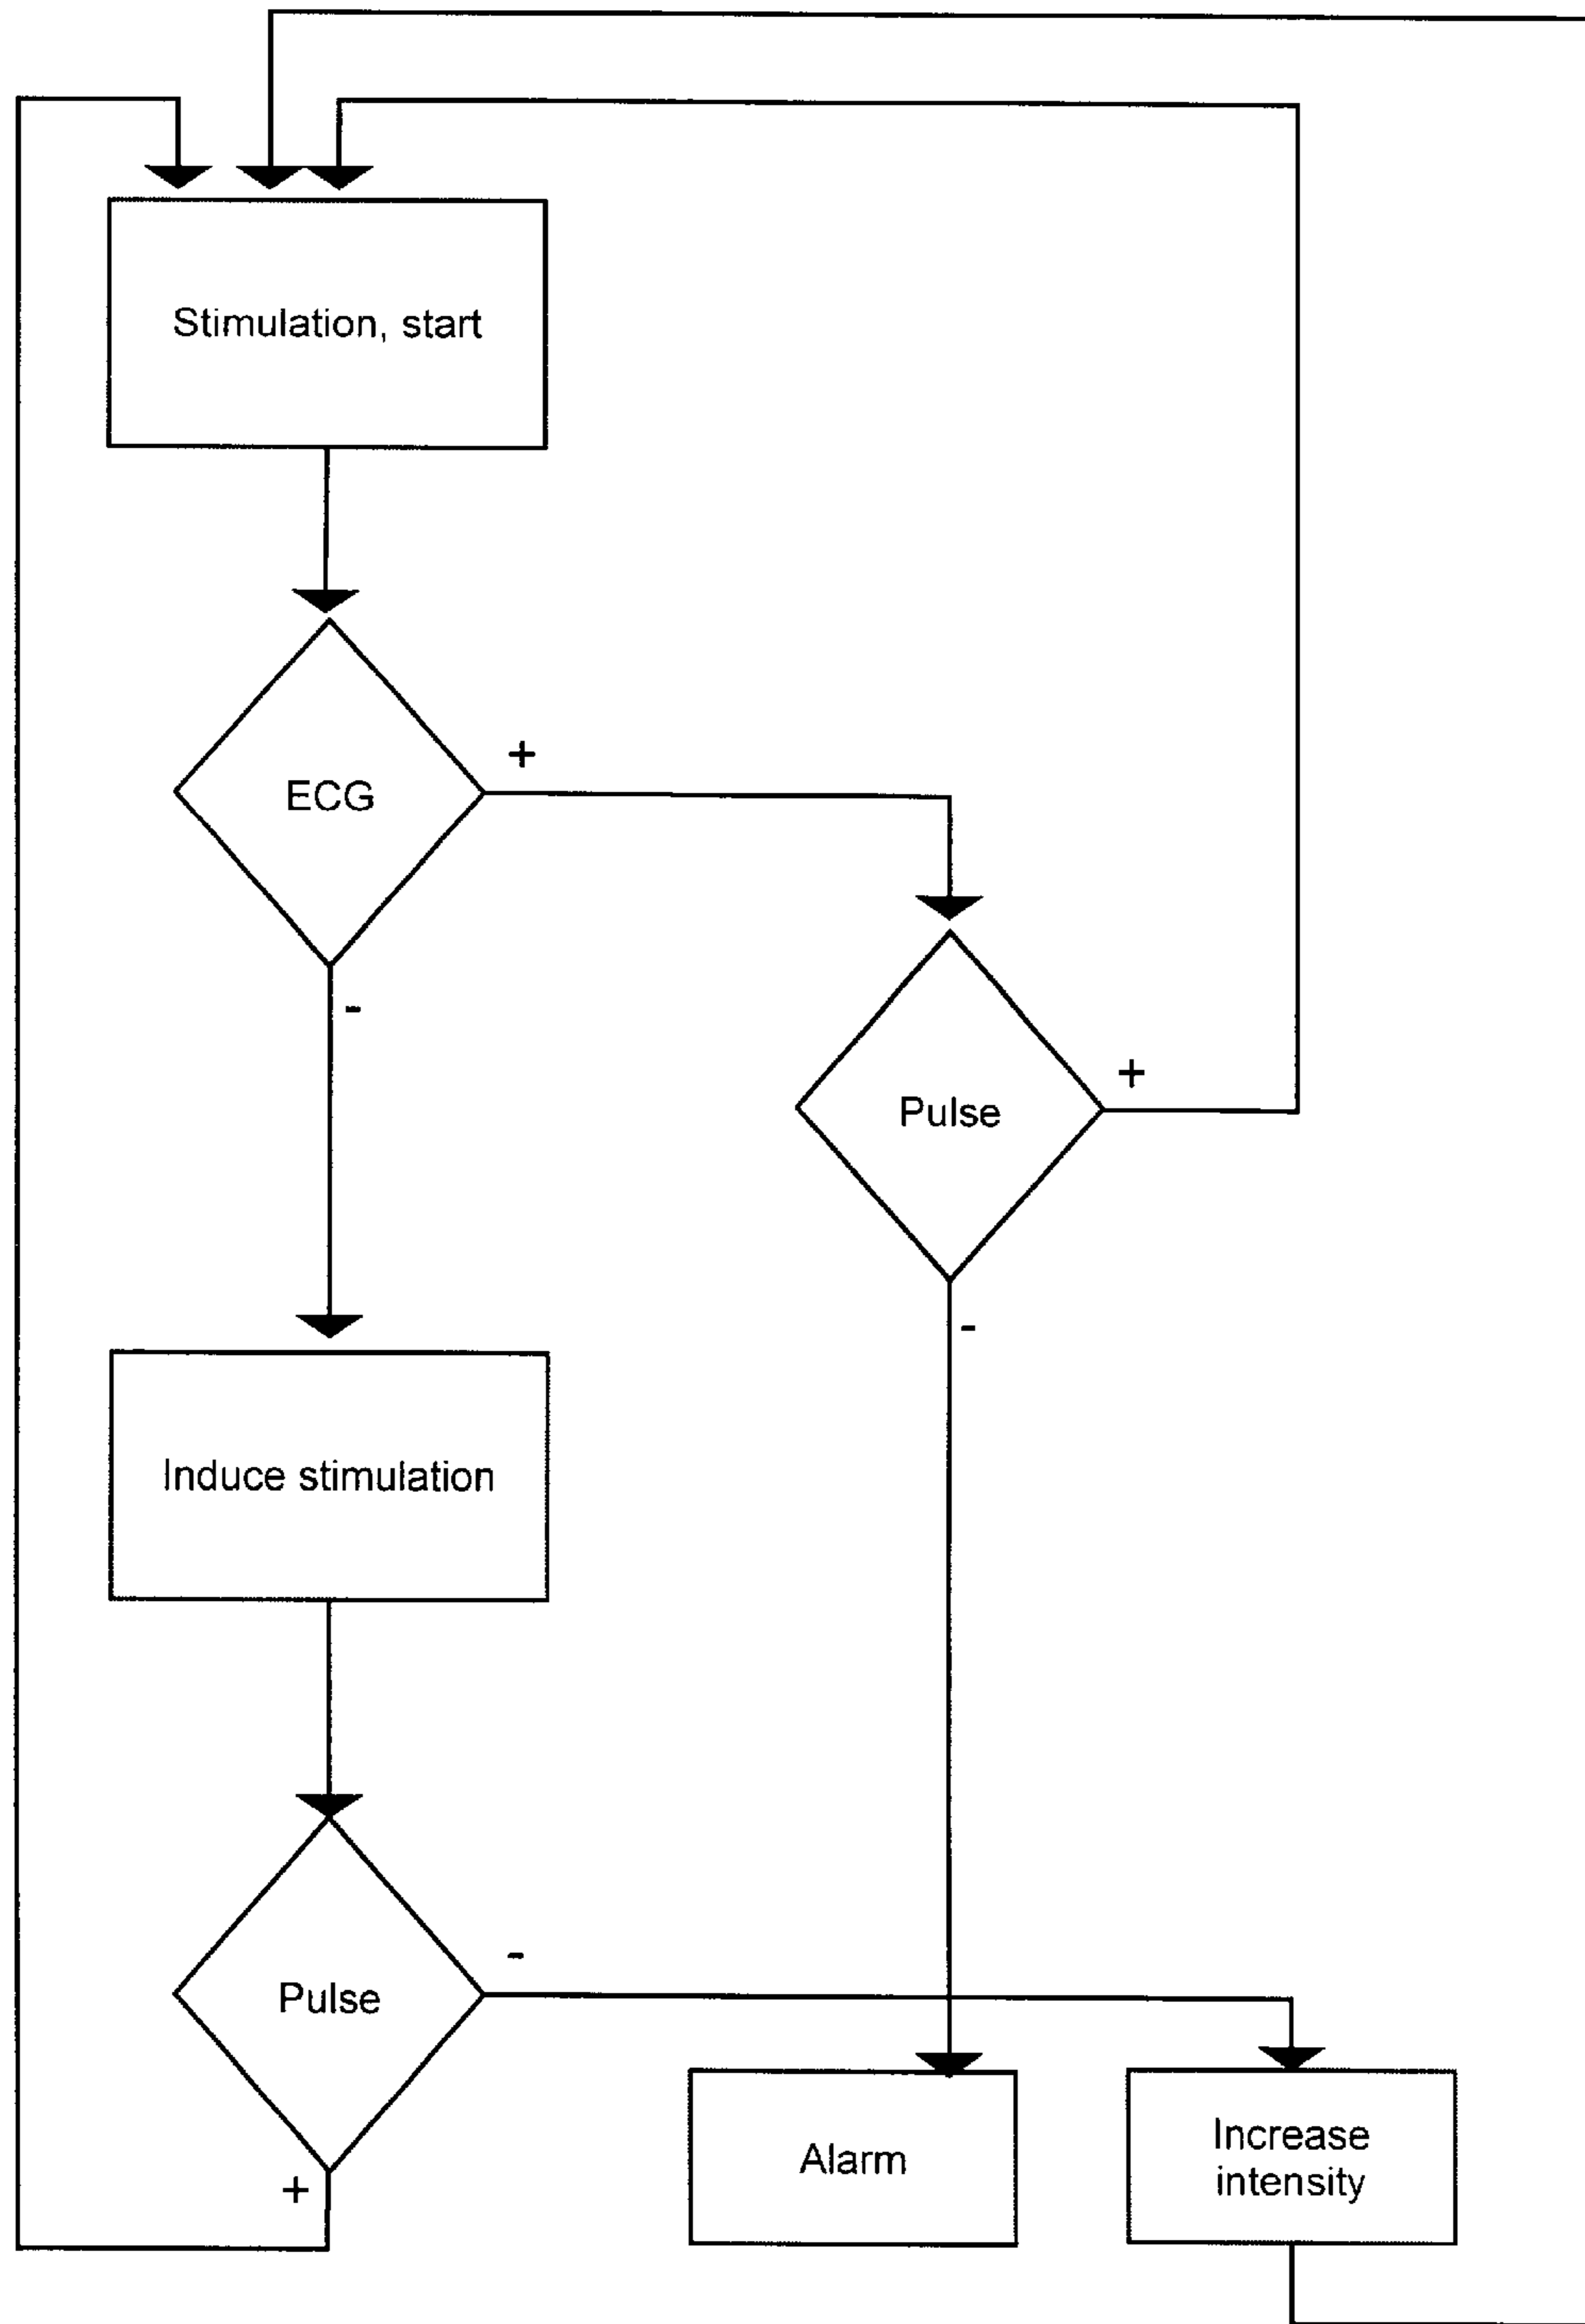 Stimulation, start
+
ECG
-
+
Pulse
-
Induce stimulation
-
Pulse
Increase
intensity
Alarm
+